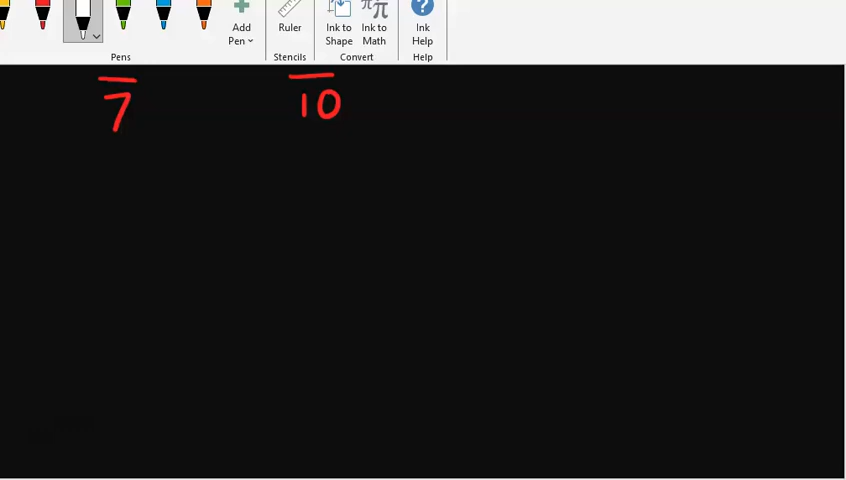 Add Pen
Ruler
Ink to Shape
Ink to Math
Ink Help
Pens
Stencils
Convert
Help
7 10